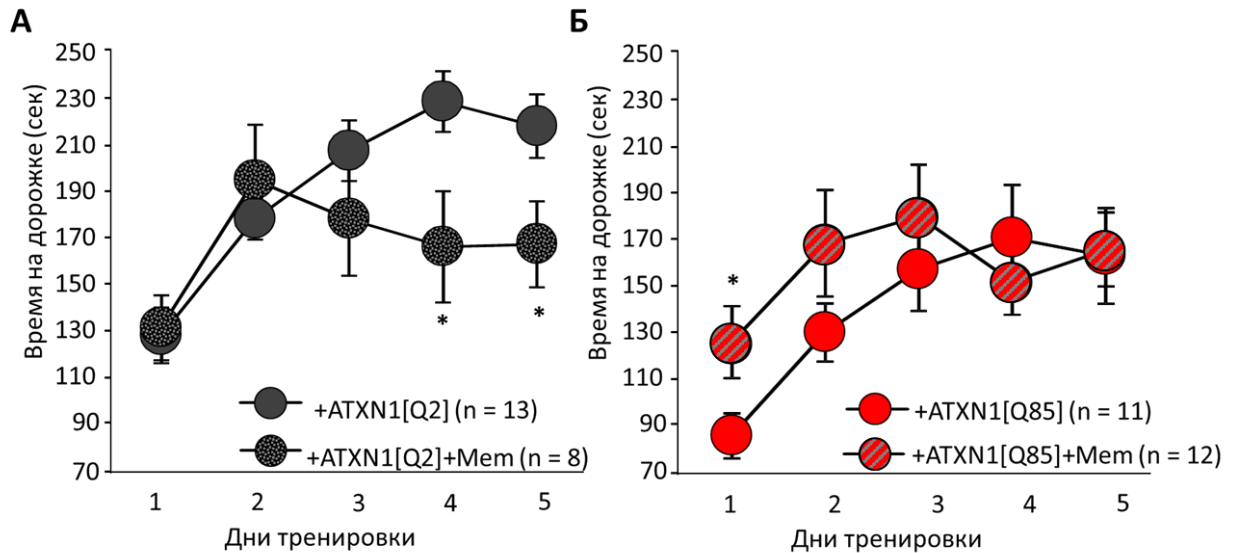 А
Время на дорожке (сек)
250
230
210
190
170
150
130
110
90
70
*
*
+ATXN1[Q2] (n = 13)
+ATXN1[Q2]+Mem (n = 8)
1 2 3 4 5
Дни тренировки
Б
Время на дорожке (сек)
250
230
210
190
170
150
130
110
90
70
*
+ATXN1[Q85] (n = 11)
+ATXN1[Q85]+Mem (n = 12)
1 2 3 4 5
Дни тренировки